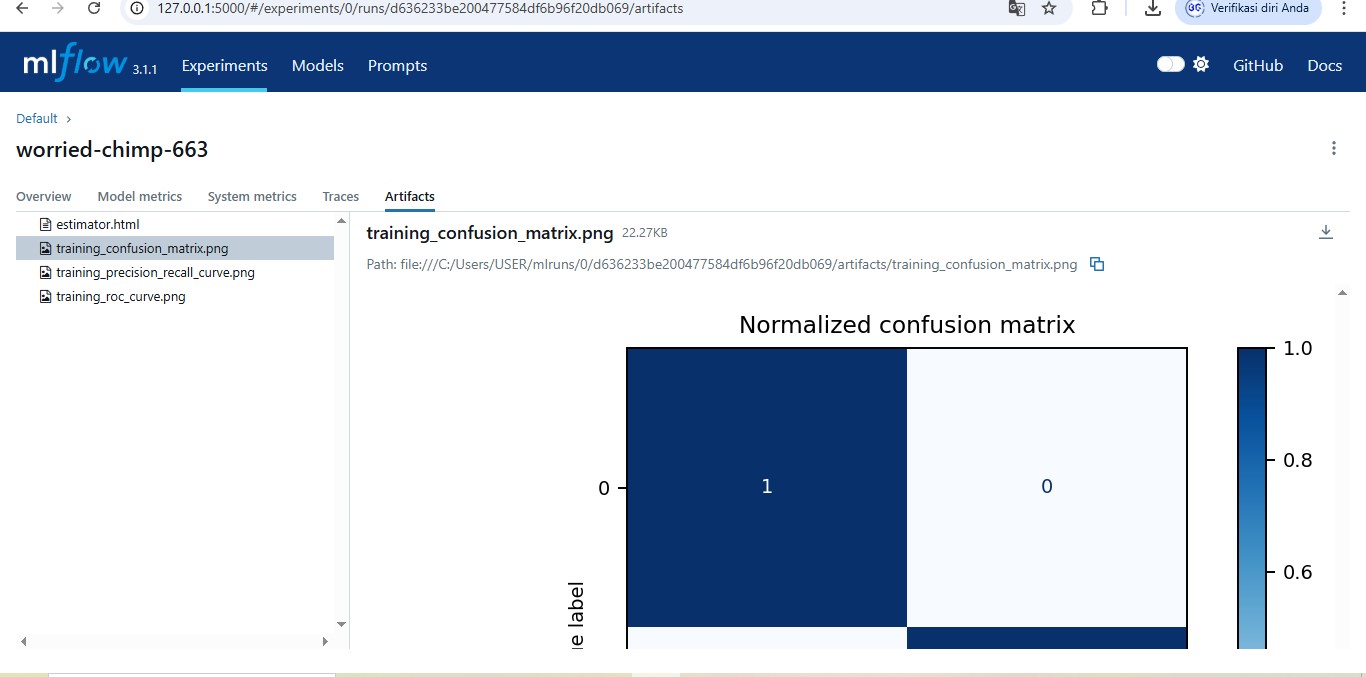 127.0.0.1:5000/#/experiments/0/runs/d636233be200477584df6b96f20db069/artifacts
Verifikasi diri Anda
mlflow 3.1.1 Experiments Models Prompts GitHub Docs
Default
worried-chimp-663
Overview Model metrics System metrics Traces Artifacts
estimator.html
training_confusion_matrix.png
training_precision_recall_curve.png
training_roc_curve.png
training_confusion_matrix.png 22.27KB
Path: file:///C:/Users/USER/mlruns/0/d636233be200477584df6b96f20db069/artifacts/training_confusion_matrix.png
Normalized confusion matrix
1.0
0.8
0.6
0
1 0
ue label